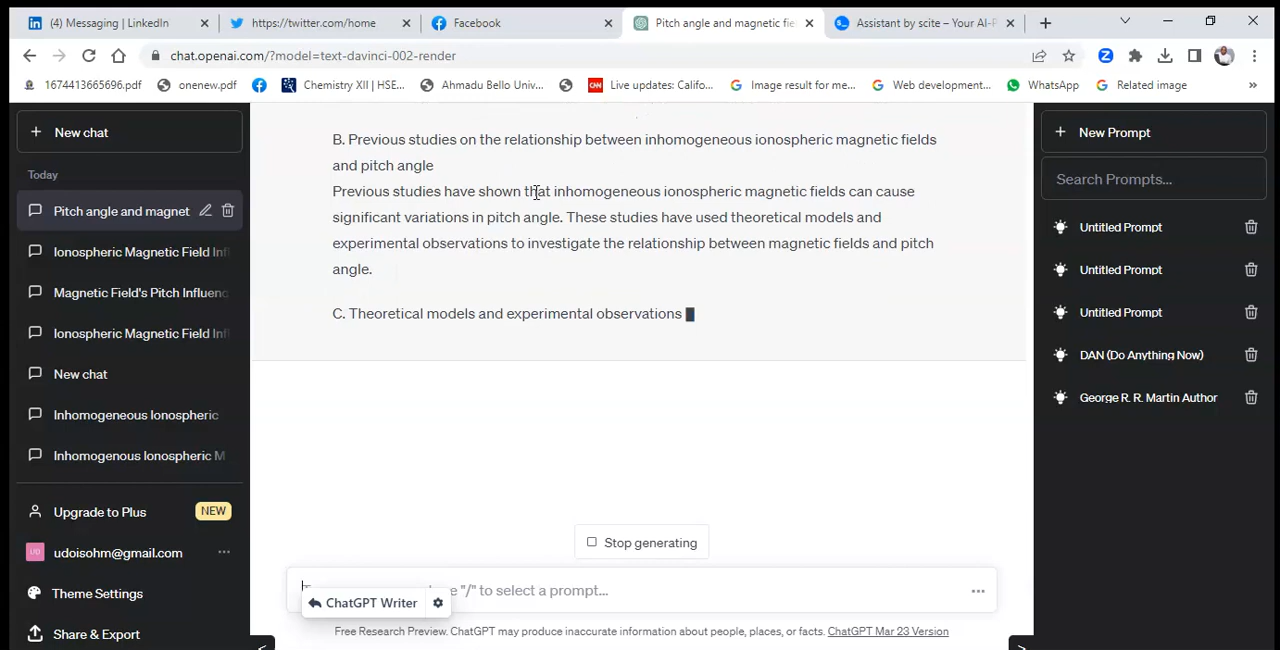 (4) Messaging | LinkedIn
https://twitter.com/home
Facebook
Pitch angle and magnetic fie
Assistant by scite – Your AI-P
chat.openai.com/?model=text-davinci-002-render
1674413665696.pdf
onenew.pdf
Chemistry XII | HSE...
Ahmadu Bello Univ...
CNN
Live updates: Califo...
Image result for me...
Web development...
WhatsApp
Related image
»
+ New chat
Today
Pitch angle and magnet
Ionospheric Magnetic Field Inf
Magnetic Field's Pitch Influenc
Ionospheric Magnetic Field Inf
New chat
Inhomogeneous Ionospheric
Inhomogenous Ionospheric M
Upgrade to Plus NEW
UD udoisohm@gmail.com ...
Theme Settings
Share & Export
B. Previous studies on the relationship between inhomogeneous ionospheric magnetic fields
and pitch angle
Previous studies have shown that inhomogeneous ionospheric magnetic fields can cause
significant variations in pitch angle. These studies have used theoretical models and
experimental observations to investigate the relationship between magnetic fields and pitch
angle.
C. Theoretical models and experimental observations
Stop generating
"/" to select a prompt...
ChatGPT Writer
Free Research Preview. ChatGPT may produce inaccurate information about people, places, or facts. ChatGPT Mar 23 Version
+ New Prompt
Search Prompts...
Untitled Prompt
Untitled Prompt
Untitled Prompt
DAN (Do Anything Now)
George R. R. Martin Author